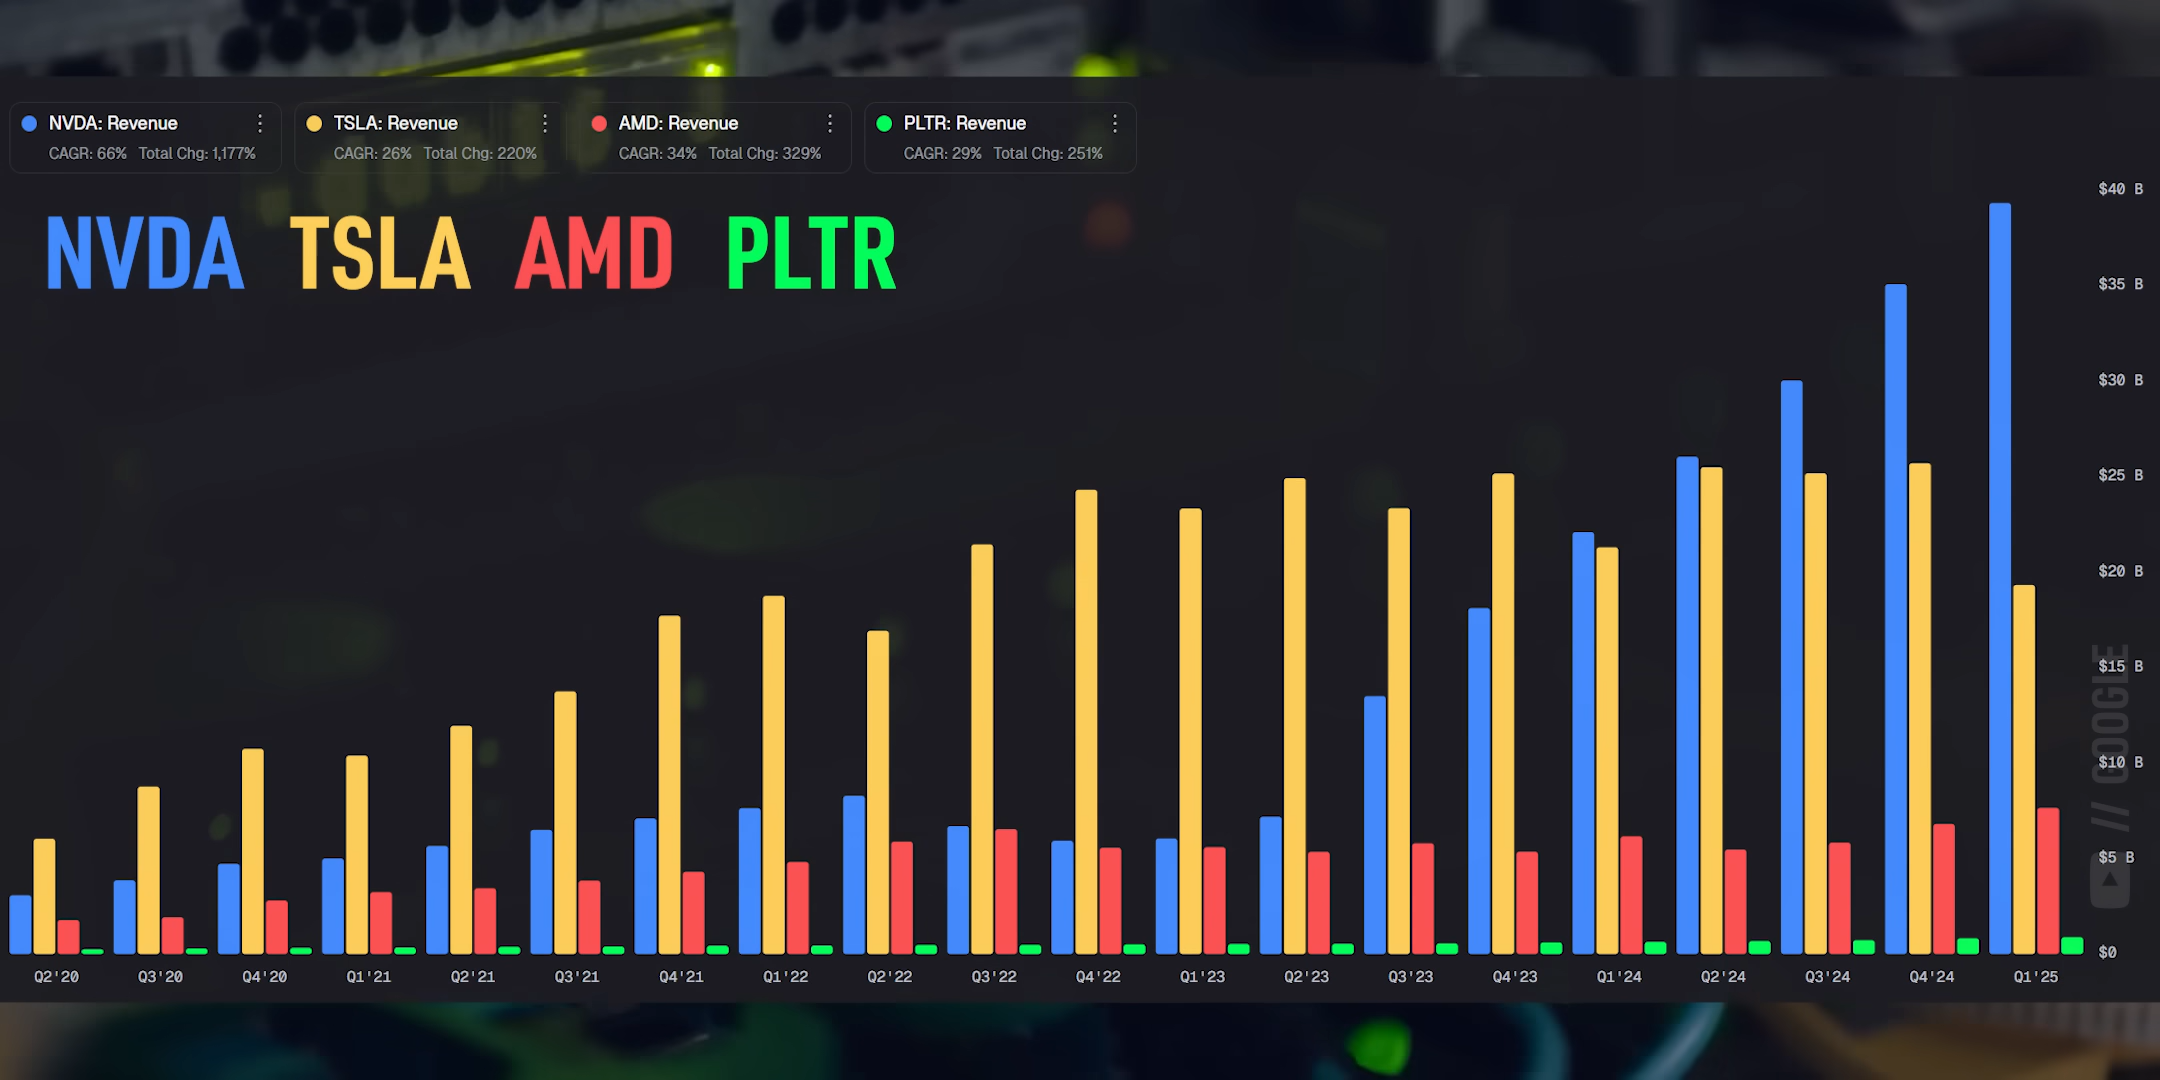 NVDA: Revenue
CAGR: 66% Total Chg: 1,177%
TSLA: Revenue
CAGR: 26% Total Chg: 220%
AMD: Revenue
CAGR: 34% Total Chg: 329%
PLTR: Revenue
CAGR: 29% Total Chg: 251%
NVDA TSLA AMD PLTR
$40 B
$35 B
$30 B
$25 B
$20 B
$15 B
$10 B
$5 B
$0
// GOOGLE
Q2'20 Q3'20 Q4'20 Q1'21 Q2'21 Q3'21 Q4'21 Q1'22 Q2'22 Q3'22 Q4'22 Q1'23 Q2'23 Q3'23 Q4'23 Q1'24 Q2'24 Q3'24 Q4'24 Q1'25